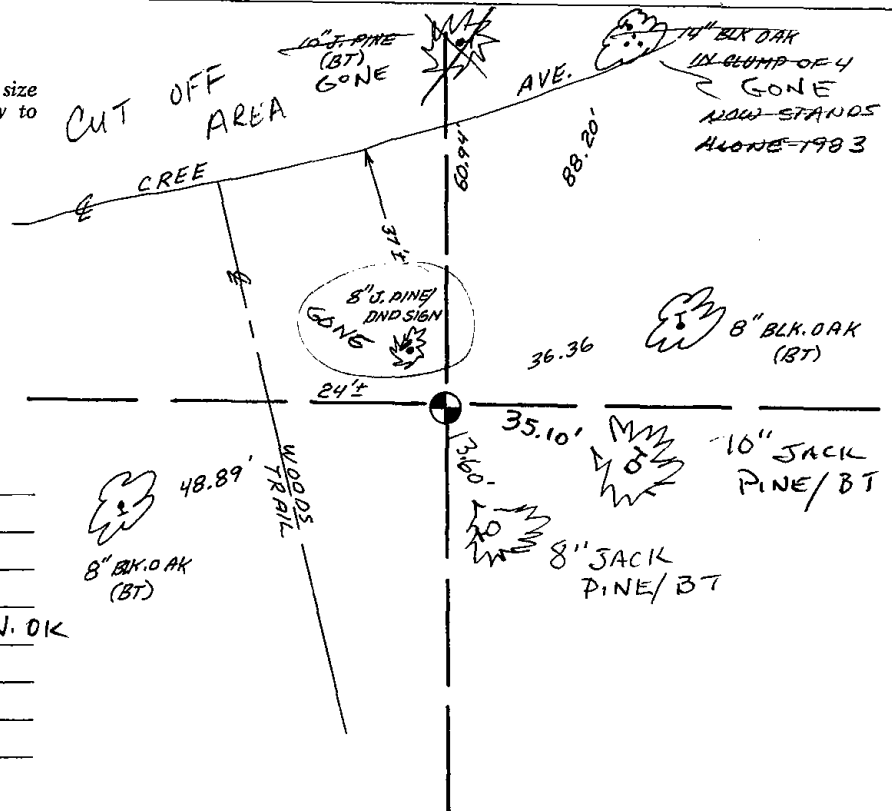 size
y to
CUT OFF
AREA
10" J. PINE
(BT)
GONE
14" BLK OAK
IN CLUMP OF 4
GONE
NOW STANDS
ALONE 1983
AVE.
CREE
℄
60.94'
88.20'
37'±
8" J. PINE/
DND SIGN
GONE
8" BLK. OAK
(BT)
36.36
24'±
35.10'
10" JACK
PINE/BT
13.60
48.89'
WOODS
TRAIL
8" BLK. OAK
(BT)
8" JACK
PINE/BT
N. OK